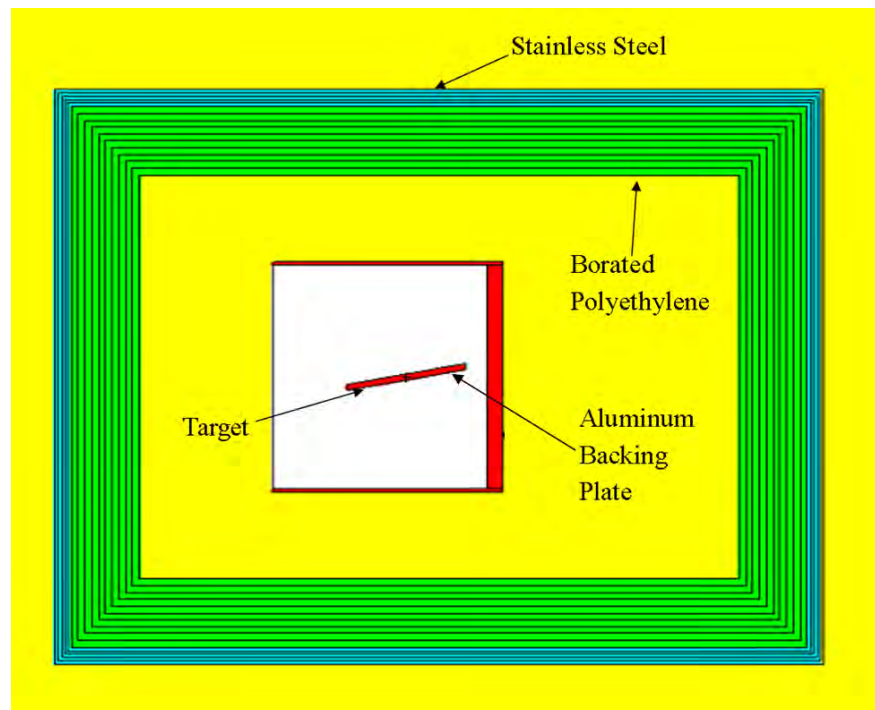 Stainless Steel
Borated
Polyethylene
Target
Aluminum
Backing
Plate